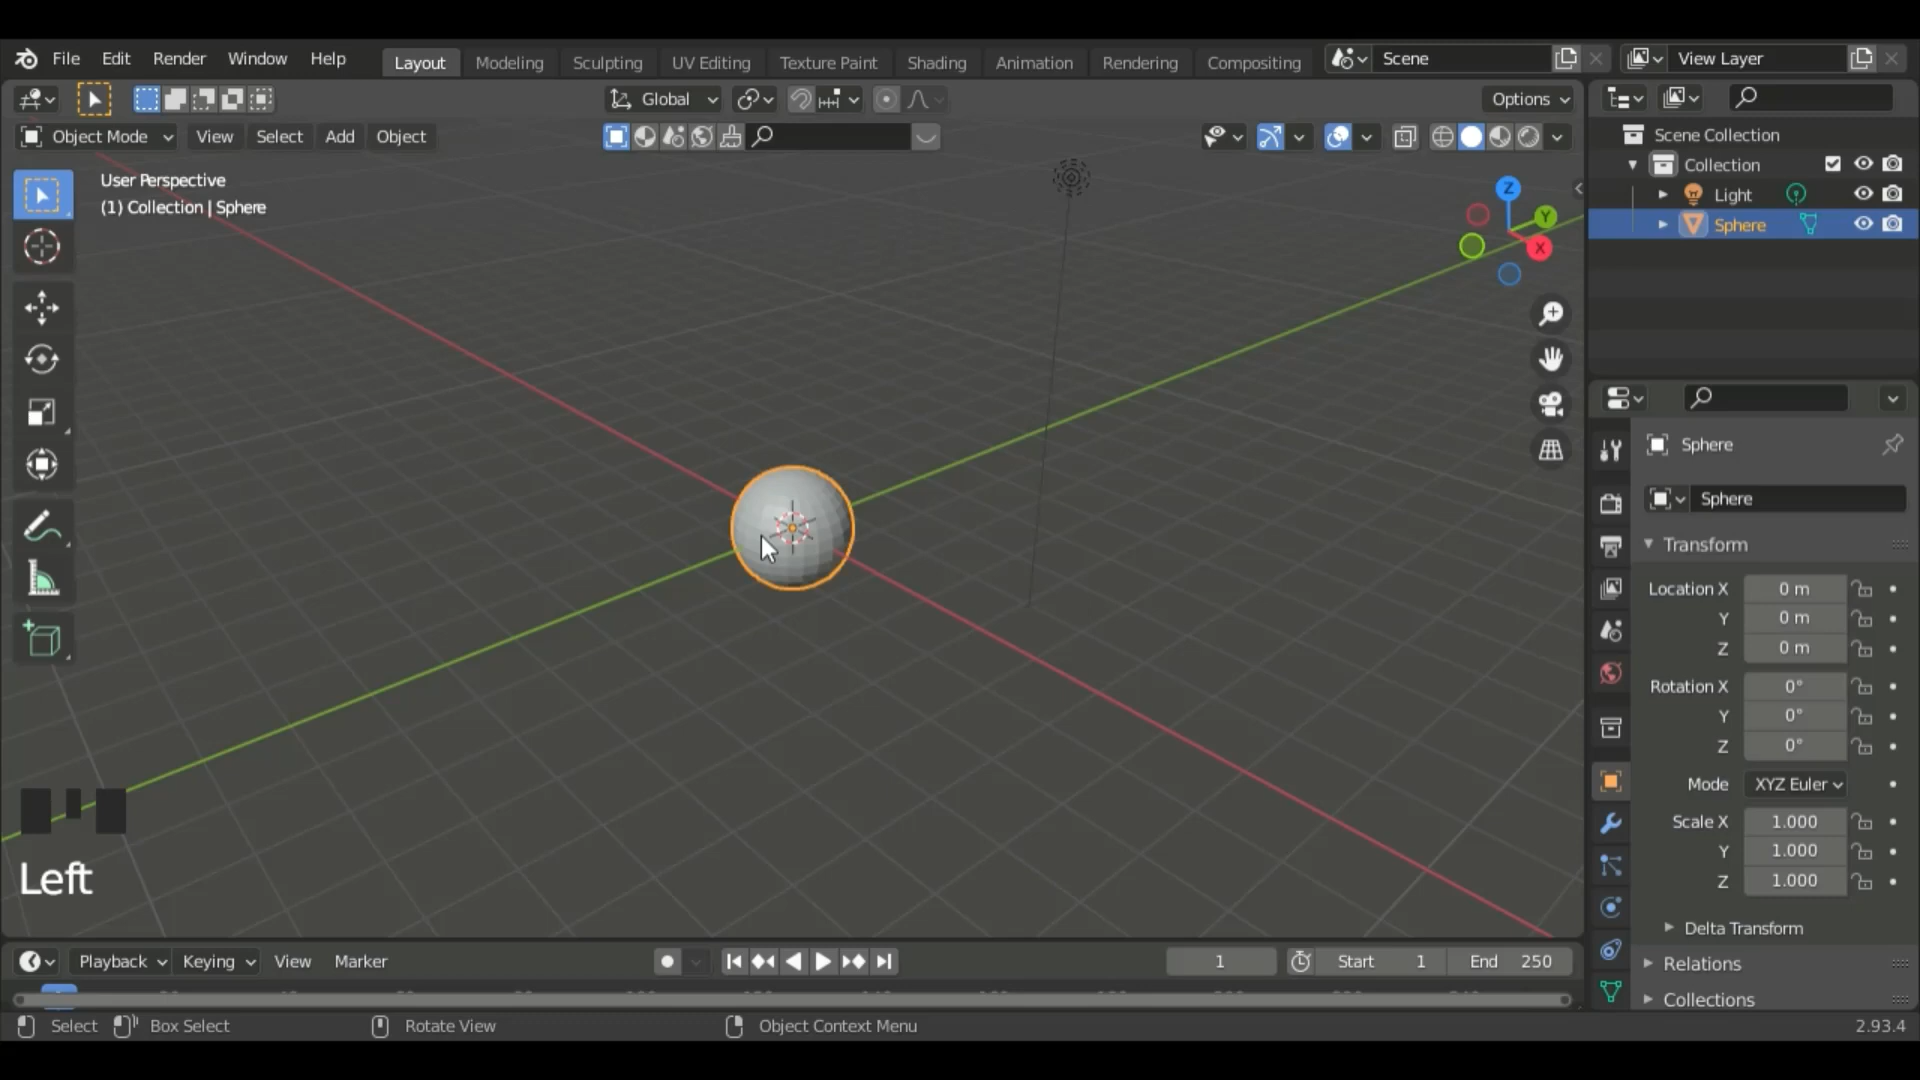 File Edit Render Window Help Layout Modeling Sculpting UV Editing Texture Paint Shading Animation Rendering Compositing Scene View Layer
Global Options
Object Mode View Select Add Object
User Perspective
(1) Collection | Sphere
Z
Y
X
Scene Collection
Collection
Light
Sphere
Sphere
Sphere
Transform
Location X 0 m
Y 0 m
Z 0 m
Rotation X 0°
Y 0°
Z 0°
Mode XYZ Euler
Scale X 1.000
Y 1.000
Z 1.000
Delta Transform
Relations
Collections
Left
Playback Keying View Marker 1 Start 1 End 250
Select Box Select Rotate View Object Context Menu 2.93.4